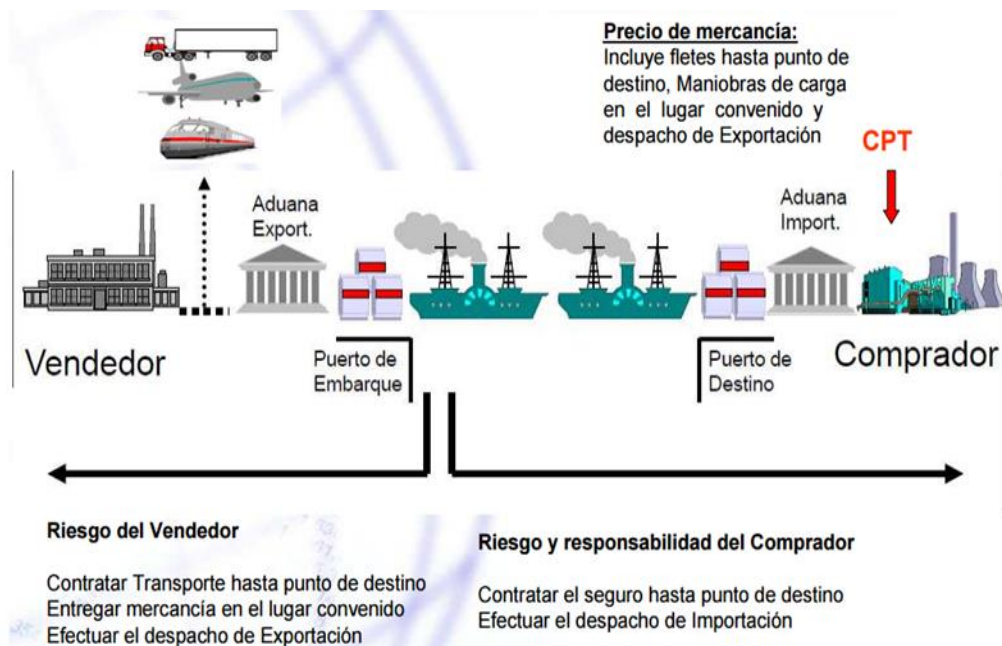 Precio de mercancía:
Incluye fletes hasta punto de
destino, Maniobras de carga
en el lugar convenido y
despacho de Exportación
CPT
Aduana
Export.
Aduana
Import.
Vendedor
Puerto de
Embarque
Puerto de
Destino
Comprador
Riesgo del Vendedor
Contratar Transporte hasta punto de destino
Entregar mercancía en el lugar convenido
Efectuar el despacho de Exportación
Riesgo y responsabilidad del Comprador
Contratar el seguro hasta punto de destino
Efectuar el despacho de Importación